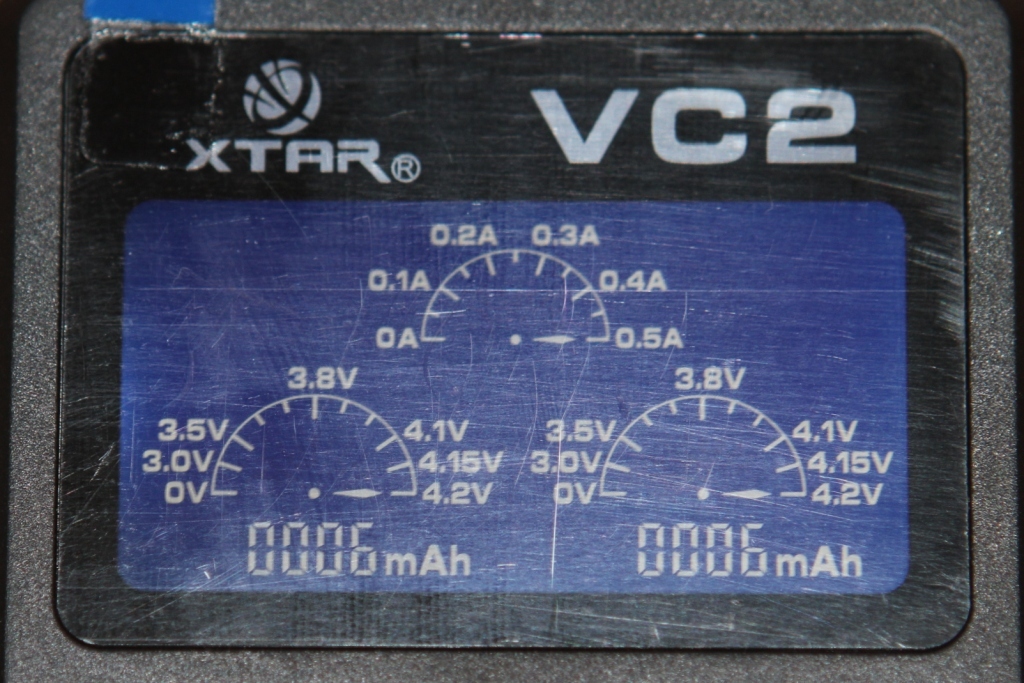 XTAR®
VC2
0.2A 0.3A
0.1A 0.4A
0A 0.5A
3.8V 3.8V
3.5V 4.1V 3.5V 4.1V
3.0V 4.15V 3.0V 4.15V
0V 4.2V 0V 4.2V
0006mAh 0006mAh